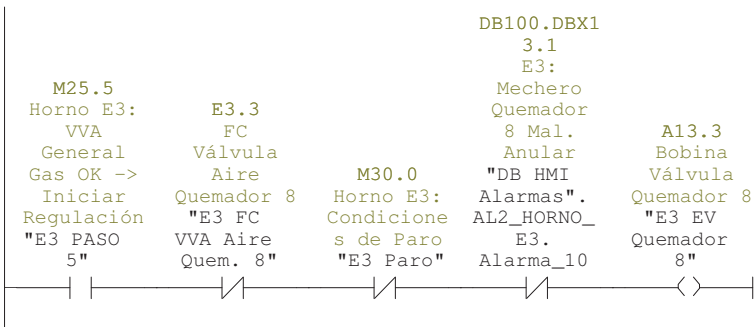 M25.5
Horno E3:
VVA
General
Gas OK ->
Iniciar
Regulación
"E3 PASO
5"
E3.3
FC
Válvula
Aire
Quemador 8
"E3 FC
VVA Aire
Quem. 8"
M30.0
Horno E3:
Condicione
s de Paro
"E3 Paro"
DB100.DBX1
3.1
E3:
Mechero
Quemador
8 Mal.
Anular
"DB HMI
Alarmas".
AL2_HORNO_
E3.
Alarma_10
A13.3
Bobina
Válvula
Quemador 8
"E3 EV
Quemador
8"